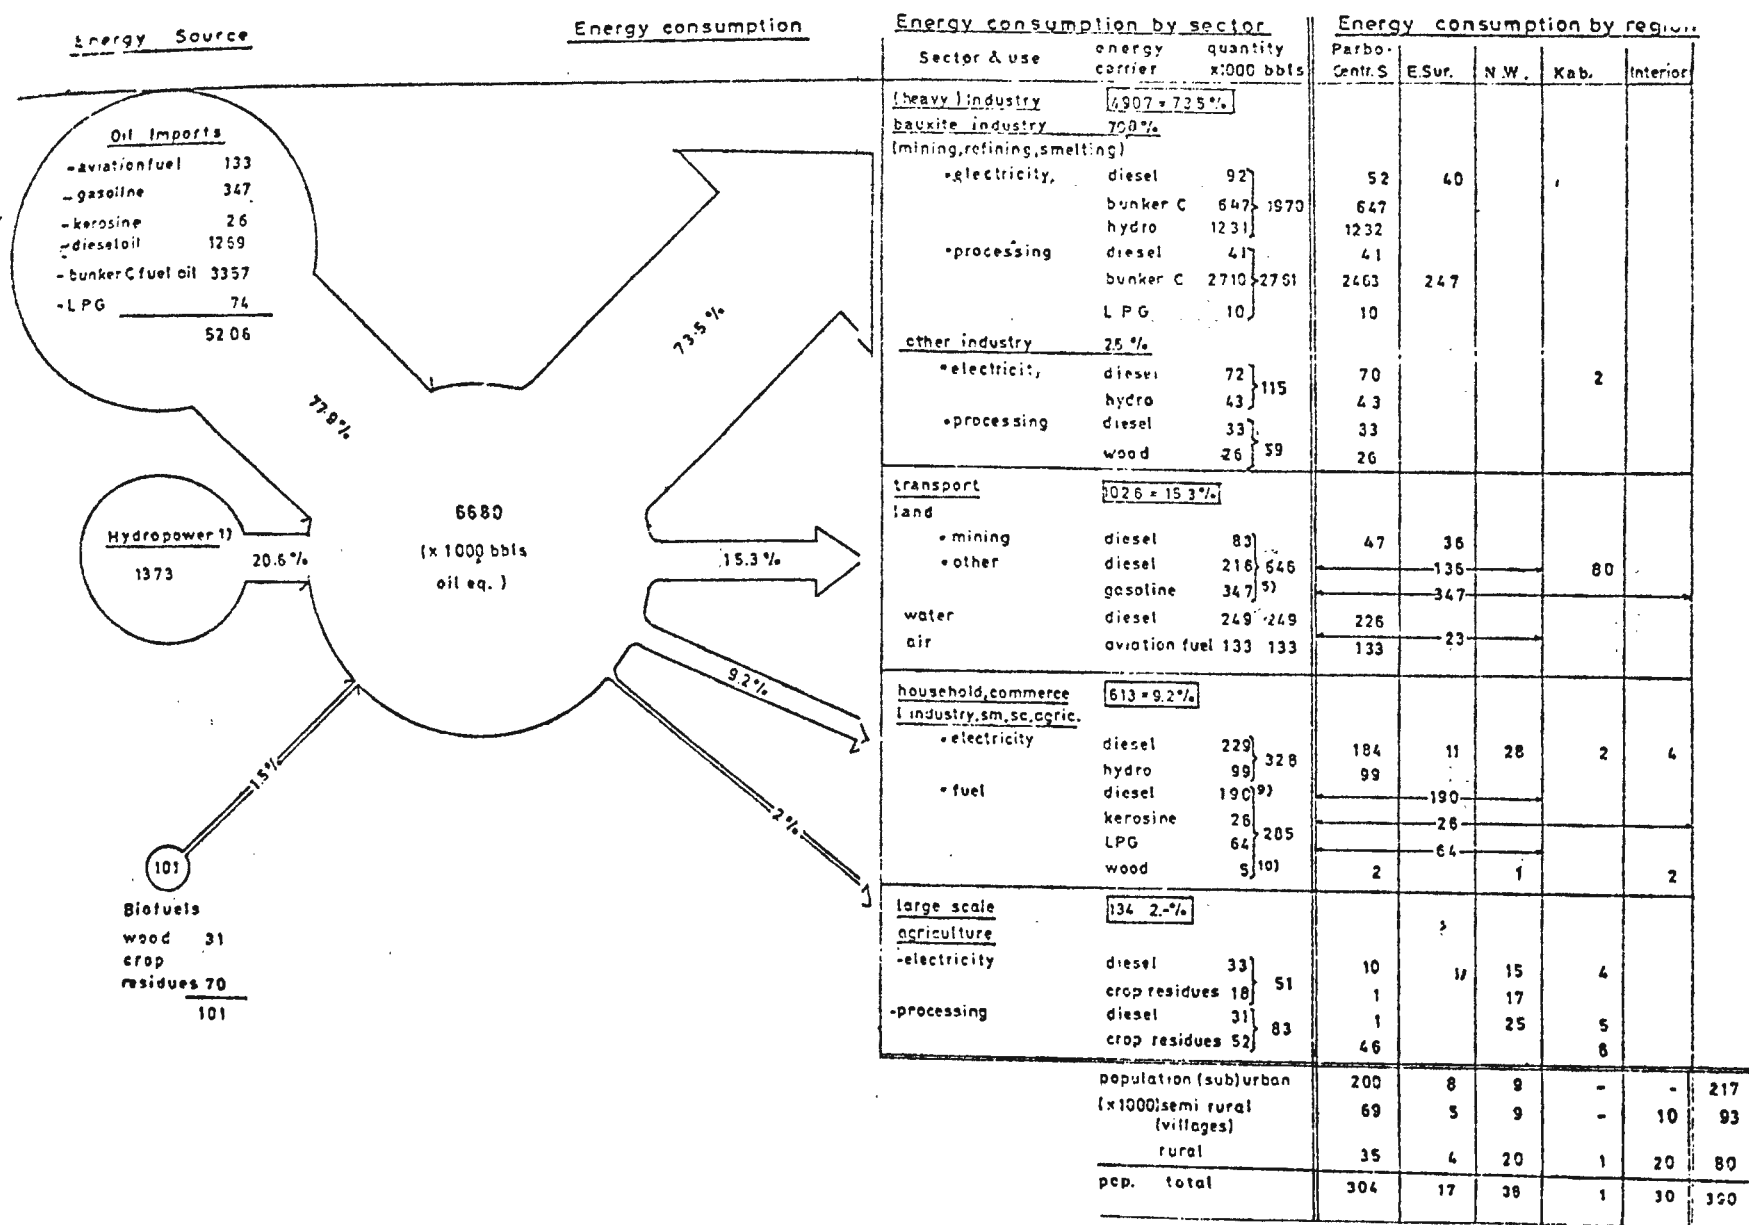 Energy Source
Energy consumption
Energy consumption by sector
Energy consumption by region
Sector & use
energy carrier
quantity x1000 bbls
Parbo- Centr. S
E.Sur.
N.W.
Kab.
Interior
Oil Imports
-aviation fuel 133
-gasoline 347
-kerosine 26
-dieseloil 1269
-bunker C fuel oil 3357
-LPG 74
5206
77.9%
Hydropower 1)
1373
20.6%
1.5%
101
Biofuels
wood 31
crop
residues 70
101
6680
(x 1000 bbls
oil eq.)
73.5%
15.3%
9.2%
2%
(heavy) industry 4907 = 73.5%
bauxite industry
(mining, refining, smelting)
•electricity, diesel 92 52 40
bunker C 647 1970 647
hydro 1231 1232
•processing diesel 41 41
bunker C 2710 2761 2463 247
LPG 10 10
other industry
•electricity, diesel 72 70 2
115
hydro 43 43
•processing diesel 33 33
59
wood 26 26
transport 1026 = 15.3%
land
•mining diesel 83 47 36
•other diesel 216 646 136 80
gasoline 347 5) 347
water diesel 249 249 226
23
air aviation fuel 133 133 133
household, commerce 613 = 9.2%
industry, sm, sc, agric.
•electricity diesel 229 184 11 28 2 4
328
hydro 99 99
•fuel diesel 190 9) 190
kerosine 26 26
285
LPG 64 64
wood 5 10) 2 1 2
large scale 134 2.-%
agriculture
-electricity diesel 33 10 15 4
51
crop residues 18 1 17
-processing diesel 31 1 25 5
83
crop residues 52 46 6
population (sub)urban 200 8 9 - - 217
(x1000) semi rural 69 5 9 - 10 93
(villages)
rural 35 4 20 1 20 80
pop. total 304 17 38 1 30 390